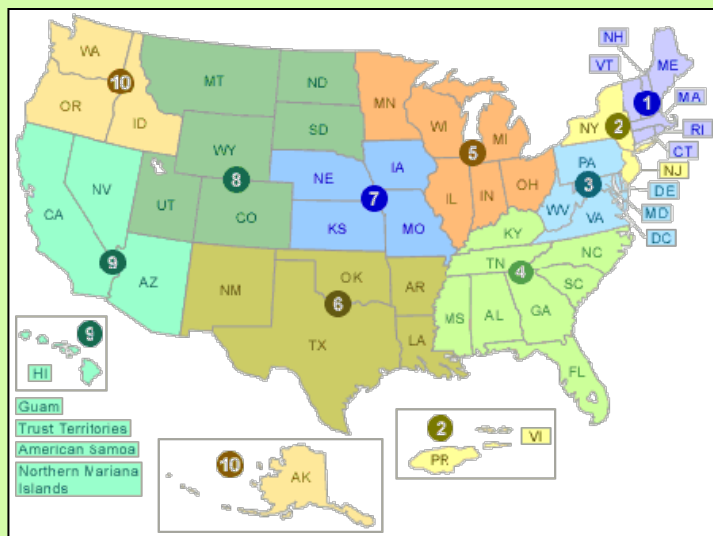 NH
ME
VT
WA
MT
ND
MN
10
1
MA
OR
ID
SD
WI
MI
NY
2
RI
WY
5
CT
PA
NJ
NV
8
NE
IA
3
DE
CA
UT
CO
7
IL
IN
OH
WV
VA
MD
KS
MO
KY
DC
9
AZ
NM
OK
AR
TN
4
NC
6
SC
TX
MS
AL
GA
LA
9
HI
FL
Guam
Trust Territories
American Samoa
Northern Mariana
Islands
10
AK
2
VI
PR